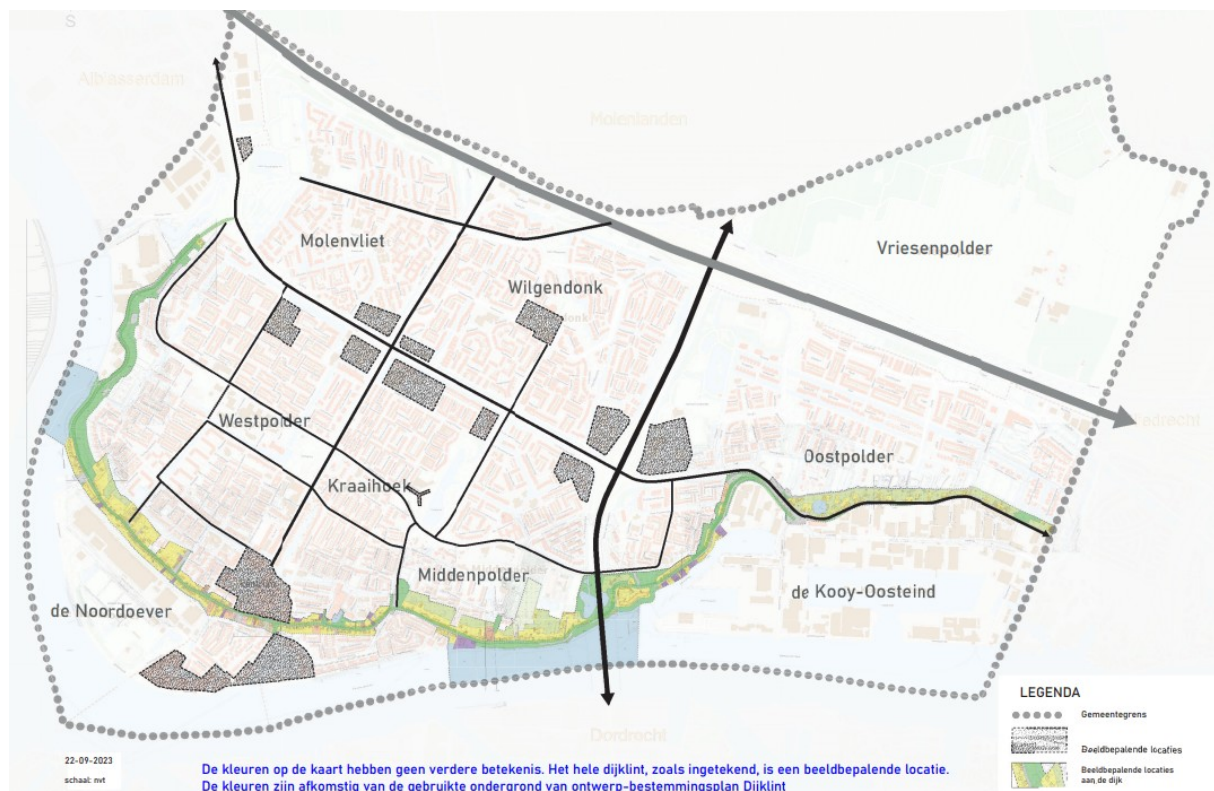 Alblasserdam
Molenlanden
Molenvliet
Vriesenpolder
Wilgendonk
Westpolder
Kraaihoek
Oostpolder
Middenpolder
de Kooy-Oosteind
de Noordoever
Dordrecht
LEGENDA
Gemeentegrens
Beeldbepalende locaties
Beeldbepalende locaties
aan de dijk
22-09-2023
schaal: nvt
De kleuren op de kaart hebben geen verdere betekenis. Het hele dijklint, zoals ingetekend, is een beeldbepalende locatie.
De kleuren zijn afkomstig van de gebruikte ondergrond van ontwerp-bestemmingsplan Dijklint